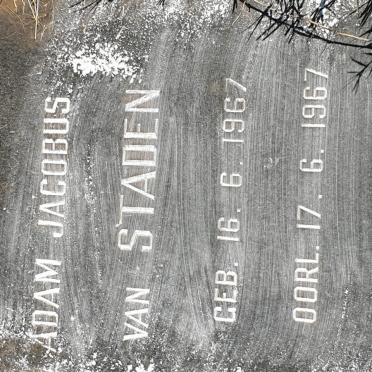 ADAM JACOBUS
VAN STADEN
GEB. 16. 6. 1967
OORL. 17. 6. 1967